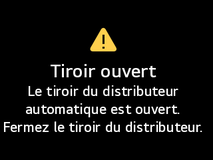 Tiroir ouvert
Le tiroir du distributeur
automatique est ouvert.
Fermez le tiroir du distributeur.